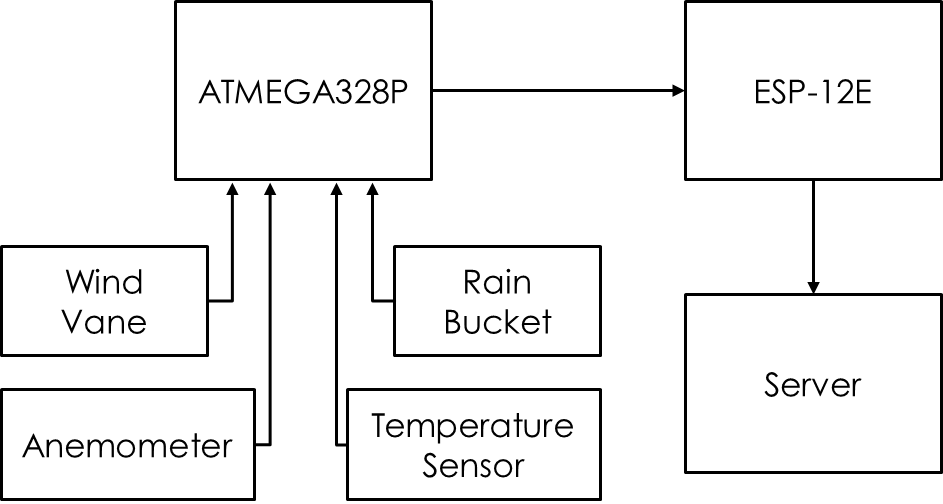 ATMEGA328P
ESP-12E
Wind
Vane
Rain
Bucket
Anemometer
Temperature
Sensor
Server